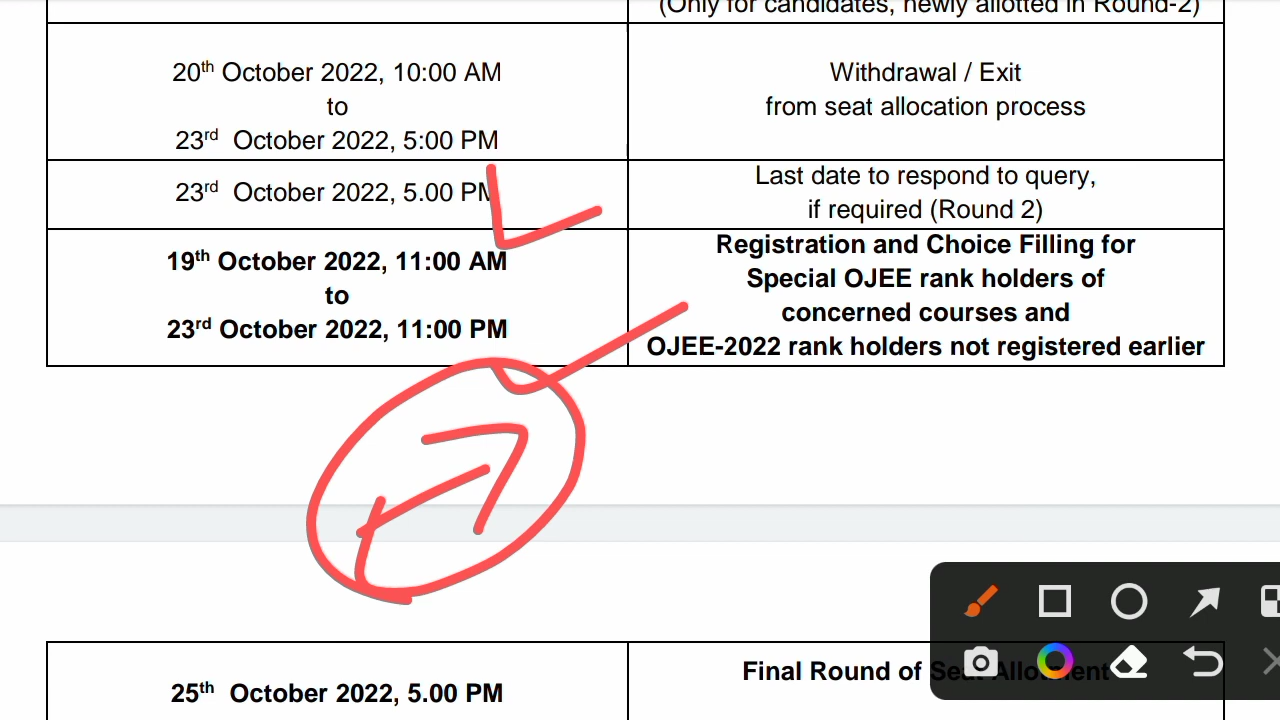 (Only for candidates, newly allotted in Round-2)
20th October 2022, 10:00 AM
to
23rd October 2022, 5:00 PM
Withdrawal / Exit
from seat allocation process
23rd October 2022, 5.00 PM
Last date to respond to query,
if required (Round 2)
19th October 2022, 11:00 AM
to
23rd October 2022, 11:00 PM
Registration and Choice Filling for
Special OJEE rank holders of
concerned courses and
OJEE-2022 rank holders not registered earlier
25th October 2022, 5.00 PM
Final Round of Seat Allotment